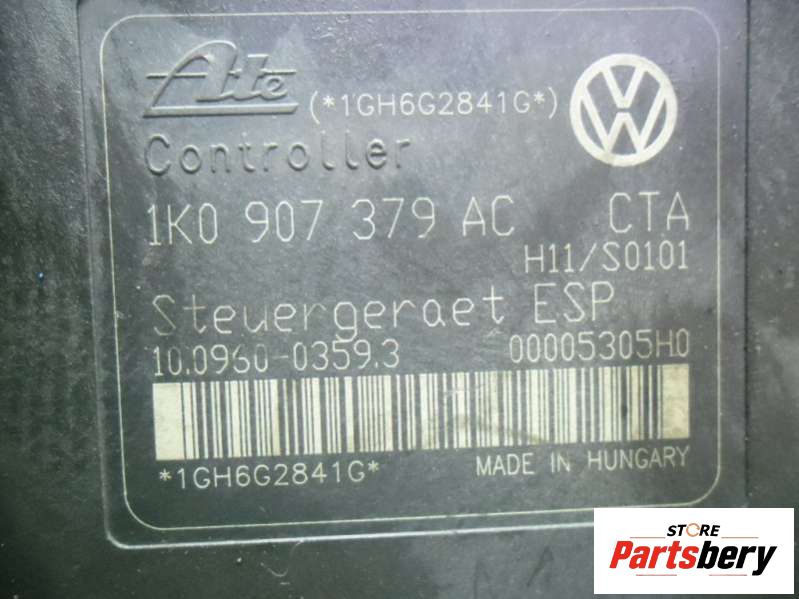 Ate
(*1GH6G2841G*)
Controller
1K0 907 379 AC CTA
H11/S0101
Steuergeraet ESP
10.0960-0359.3 00005305H0
*1GH6G2841G* MADE IN HUNGARY
STORE
Partsbery